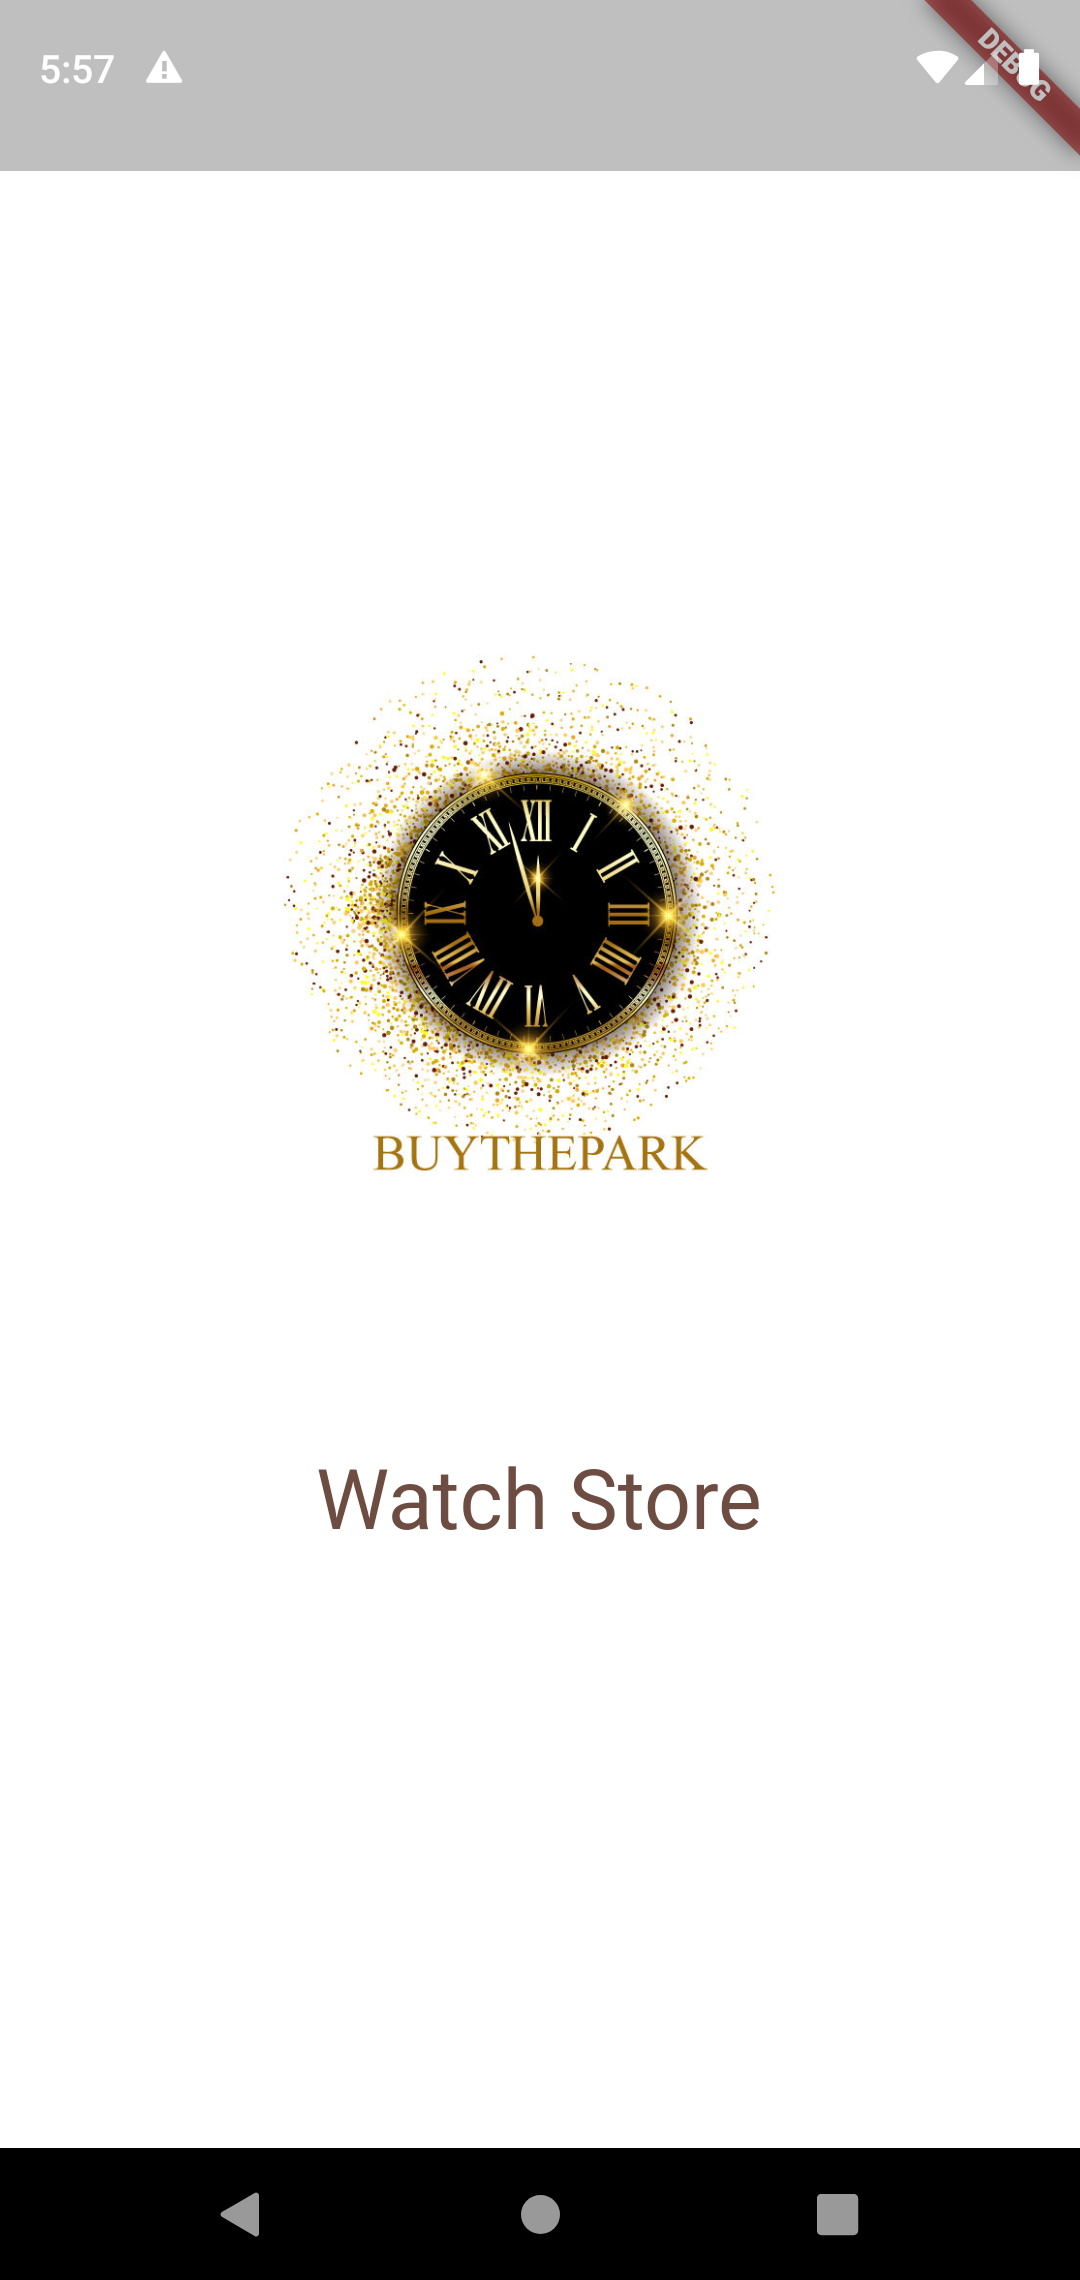 5:57
DEBUG
XII
I
II
III
IIII
V
VI
VII
VIII
IX
X
XI
BUYTHEPARK
Watch Store